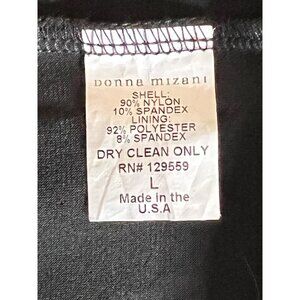 Donna mizani
SHELL:
90% NYLON
10% SPANDEX
LINING:
92% POLYESTER
8% SPANDEX
DRY CLEAN ONLY
RN# 129559
L
Made in the
U.S.A